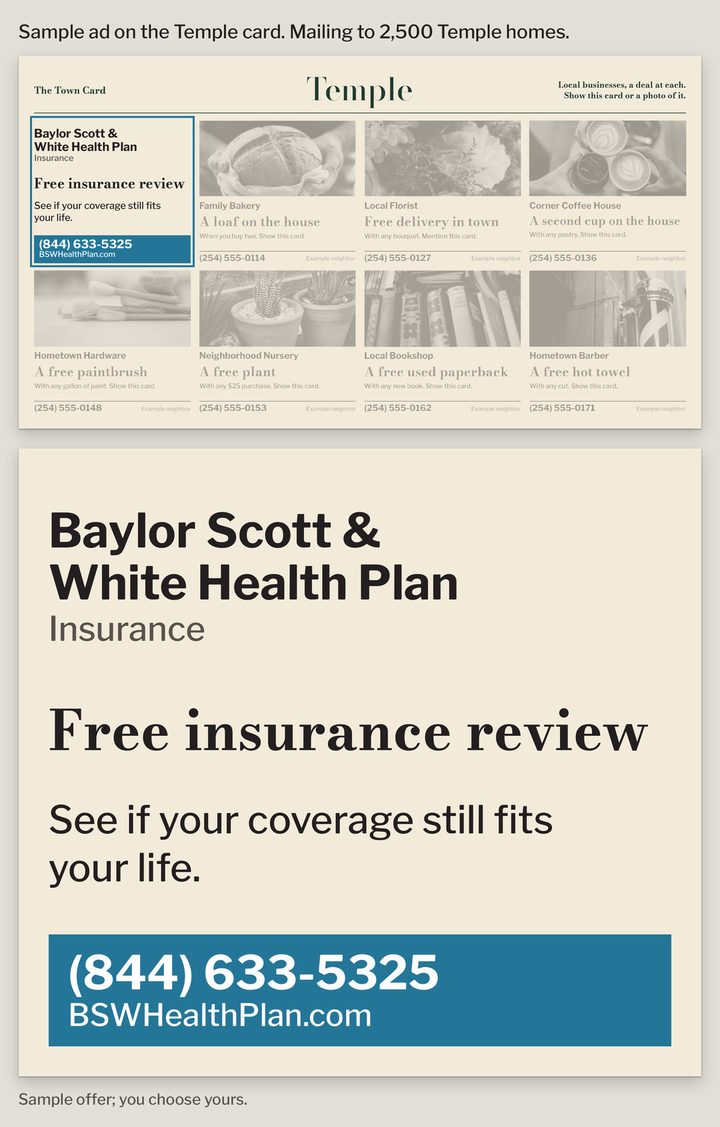 Sample ad on the Temple card. Mailing to 2,500 Temple homes.
The Town Card
Temple
Local businesses, a deal at each.
Show this card or a photo of it.
Baylor Scott &
White Health Plan
Insurance
Free insurance review
See if your coverage still fits
your life.
(844) 633-5325
BSWHealthPlan.com
Family Bakery
A loaf on the house
When you buy two. Show this card.
(254) 555-0114
Example neighbor
Local Florist
Free delivery in town
With any bouquet. Mention this card.
(254) 555-0127
Example neighbor
Corner Coffee House
A second cup on the house
With any pastry. Show this card.
(254) 555-0136
Example neighbor
Hometown Hardware
A free paintbrush
With any gallon of paint. Show this card.
(254) 555-0148
Example neighbor
Neighborhood Nursery
A free plant
With any $25 purchase. Show this card.
(254) 555-0153
Example neighbor
Local Bookshop
A free used paperback
With any new book. Show this card.
(254) 555-0162
Example neighbor
Hometown Barber
A free hot towel
With any cut. Show this card.
(254) 555-0171
Example neighbor
Baylor Scott &
White Health Plan
Insurance
Free insurance review
See if your coverage still fits
your life.
(844) 633-5325
BSWHealthPlan.com
Sample offer; you choose yours.